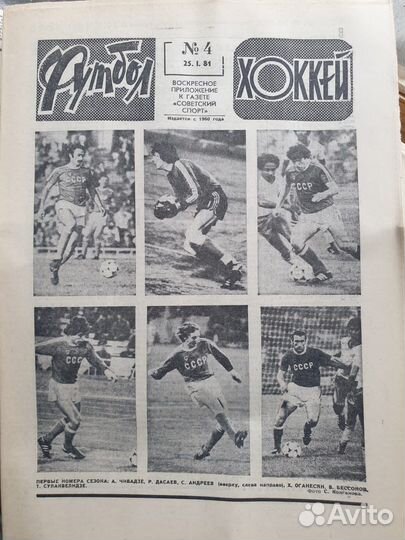 Футбол
№ 4
25. I. 81
ВОСКРЕСНОЕ
ПРИЛОЖЕНИЕ
К ГАЗЕТЕ
«СОВЕТСКИЙ
СПОРТ»
Издается с 1960 года
ХОККЕЙ
СССР
СССР
СССР
СССР
СССР
ПЕРВЫЕ НОМЕРА СЕЗОНА: А. ЧИВАДЗЕ, Р. ДАСАЕВ, С. АНДРЕЕВ (вверху, слева направо), Х. ОГАНЕСЯН, В. БЕССОНОВ,
Т. СУЛАКВЕЛИДЗЕ.
Фото С. Колганова.
Avito